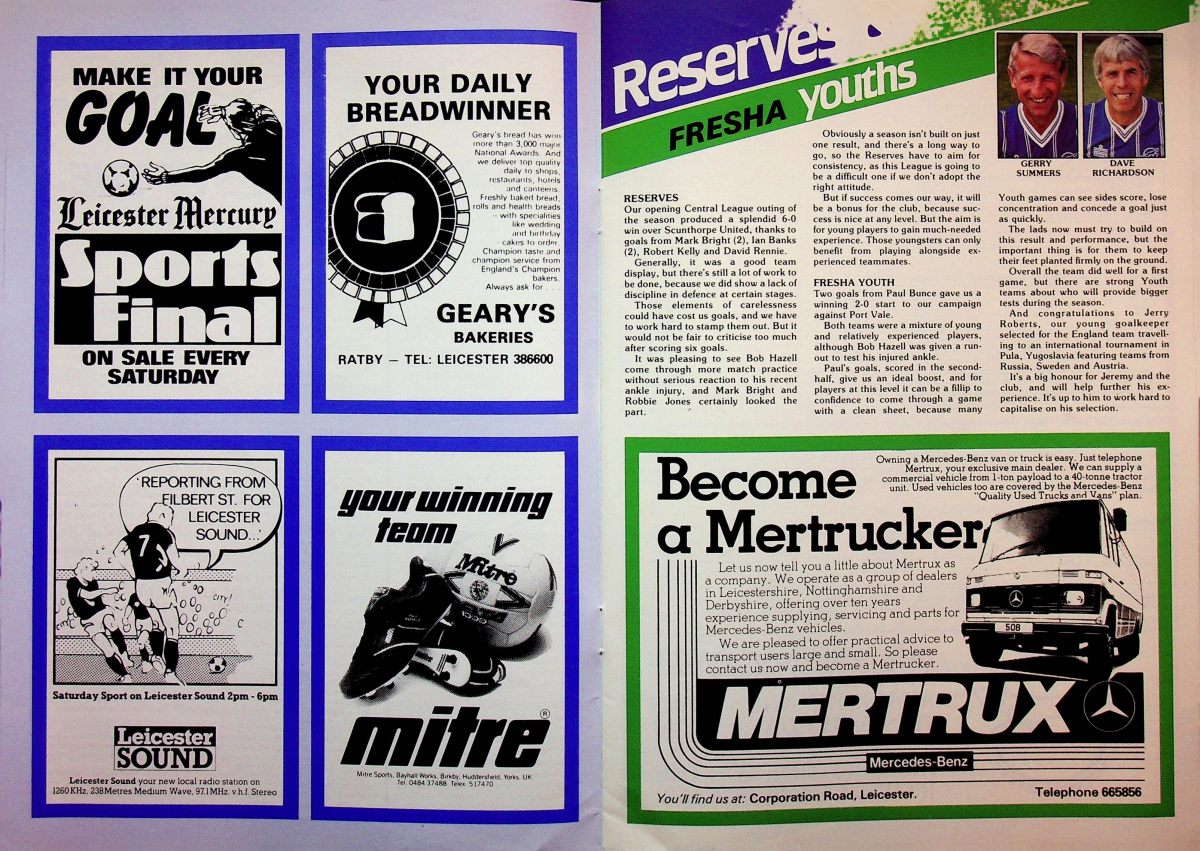 MAKE IT YOUR
GOAL
Leicester Mercury
Sports
Final
ON SALE EVERY
SATURDAY
YOUR DAILY
BREADWINNER
Geary's bread has won
more than 3,000 major
National Awards. And
we deliver top quality
daily to shops,
restaurants, hotels
and canteens.
Freshly baked bread,
rolls and health breads
– with specialities
like wedding
and birthday
cakes to order.
Champion taste and
champion service from
England's Champion
bakers.
Always ask for . . .
GEARY'S
BAKERIES
RATBY – TEL: LEICESTER 386600
'REPORTING FROM
FILBERT ST. FOR
LEICESTER
SOUND...'
7
CITY!
CITY
Saturday Sport on Leicester Sound 2pm - 6pm
Leicester
SOUND
Leicester Sound your new local radio station on
1260 KHz, 238 Metres Medium Wave, 97.1 MHz. v.h.f. Stereo
your winning
team
Mitre
mitre®
Mitre Sports, Bayhall Works, Birkby, Huddersfield, Yorks. UK
Tel: 0484 37488. Telex 517470
Reserves &
FRESHA youths
GERRY
SUMMERS
DAVE
RICHARDSON
RESERVES
Our opening Central League outing of
the season produced a splendid 6-0
win over Scunthorpe United, thanks to
goals from Mark Bright (2), Ian Banks
(2), Robert Kelly and David Rennie.
Generally, it was a good team
display, but there's still a lot of work to
be done, because we did show a lack of
discipline in defence at certain stages.
Those elements of carelessness
could have cost us goals, and we have
to work hard to stamp them out. But it
would not be fair to criticise too much
after scoring six goals.
It was pleasing to see Bob Hazell
come through more match practice
without serious reaction to his recent
ankle injury, and Mark Bright and
Robbie Jones certainly looked the
part.
Obviously a season isn't built on just
one result, and there's a long way to
go, so the Reserves have to aim for
consistency, as this League is going to
be a difficult one if we don't adopt the
right attitude.
But if success comes our way, it will
be a bonus for the club, because suc-
cess is nice at any level. But the aim is
for young players to gain much-needed
experience. Those youngsters can only
benefit from playing alongside ex-
perienced teammates.
FRESHA YOUTH
Two goals from Paul Bunce gave us a
winning 2-0 start to our campaign
against Port Vale.
Both teams were a mixture of young
and relatively experienced players,
although Bob Hazell was given a run-
out to test his injured ankle.
Paul's goals, scored in the second-
half, give us an ideal boost, and for
players at this level it can be a fillip to
confidence to come through a game
with a clean sheet, because many
Youth games can see sides score, lose
concentration and concede a goal just
as quickly.
The lads now must try to build on
this result and performance, but the
important thing is for them to keep
their feet planted firmly on the ground.
Overall the team did well for a first
game, but there are strong Youth
teams about who will provide bigger
tests during the season.
And congratulations to Jerry
Roberts, our young goalkeeper
selected for the England team travell-
ing to an international tournament in
Pula, Yugoslavia featuring teams from
Russia, Sweden and Austria.
It's a big honour for Jeremy and the
club, and will help further his ex-
perience. It's up to him to work hard to
capitalise on his selection.
Become
a Mertrucker
Owning a Mercedes-Benz van or truck is easy. Just telephone
Mertrux, your exclusive main dealer. We can supply a
commercial vehicle from 1-ton payload to a 40-tonne tractor
unit. Used vehicles too are covered by the Mercedes-Benz
"Quality Used Trucks and Vans" plan.
Let us now tell you a little about Mertrux as
a company. We operate as a group of dealers
in Leicestershire, Nottinghamshire and
Derbyshire, offering over ten years
experience supplying, servicing and parts for
Mercedes-Benz vehicles.
We are pleased to offer practical advice to
transport users large and small. So please
contact us now and become a Mertrucker.
508
MERTRUX
Mercedes-Benz
You'll find us at: Corporation Road, Leicester.
Telephone 665856